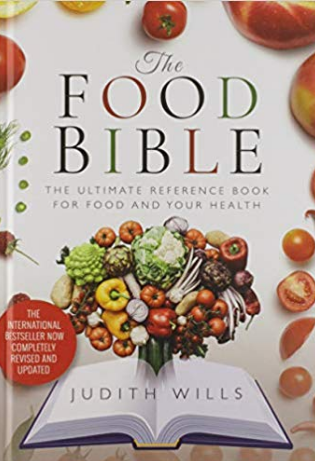 The
FOOD
BIBLE
THE ULTIMATE REFERENCE BOOK
FOR FOOD AND YOUR HEALTH
THE
INTERNATIONAL
BESTSELLER NOW
COMPLETELY
REVISED AND
UPDATED
JUDITH WILLS